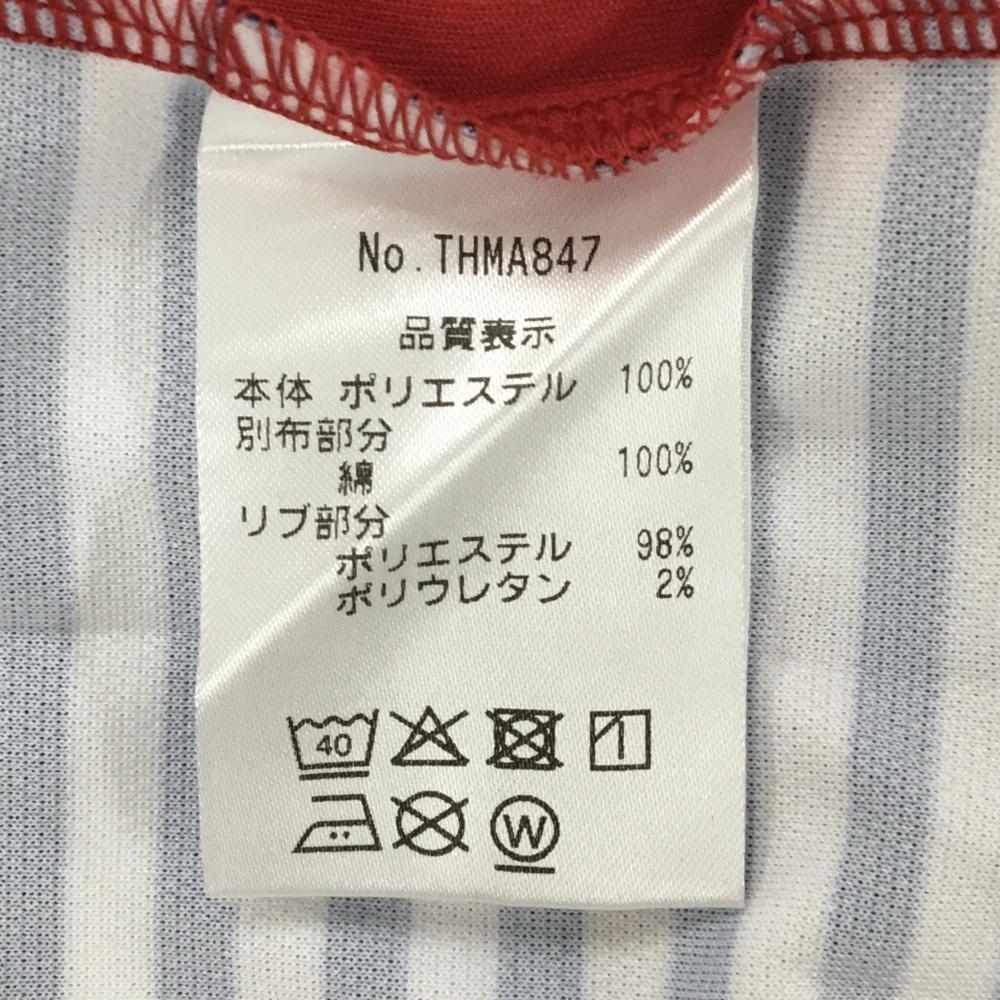 No.THMA847
品質表示
本体 ポリエステル 100%
別布部分
綿 100%
リブ部分
ポリエステル 98%
ポリウレタン 2%
40
W